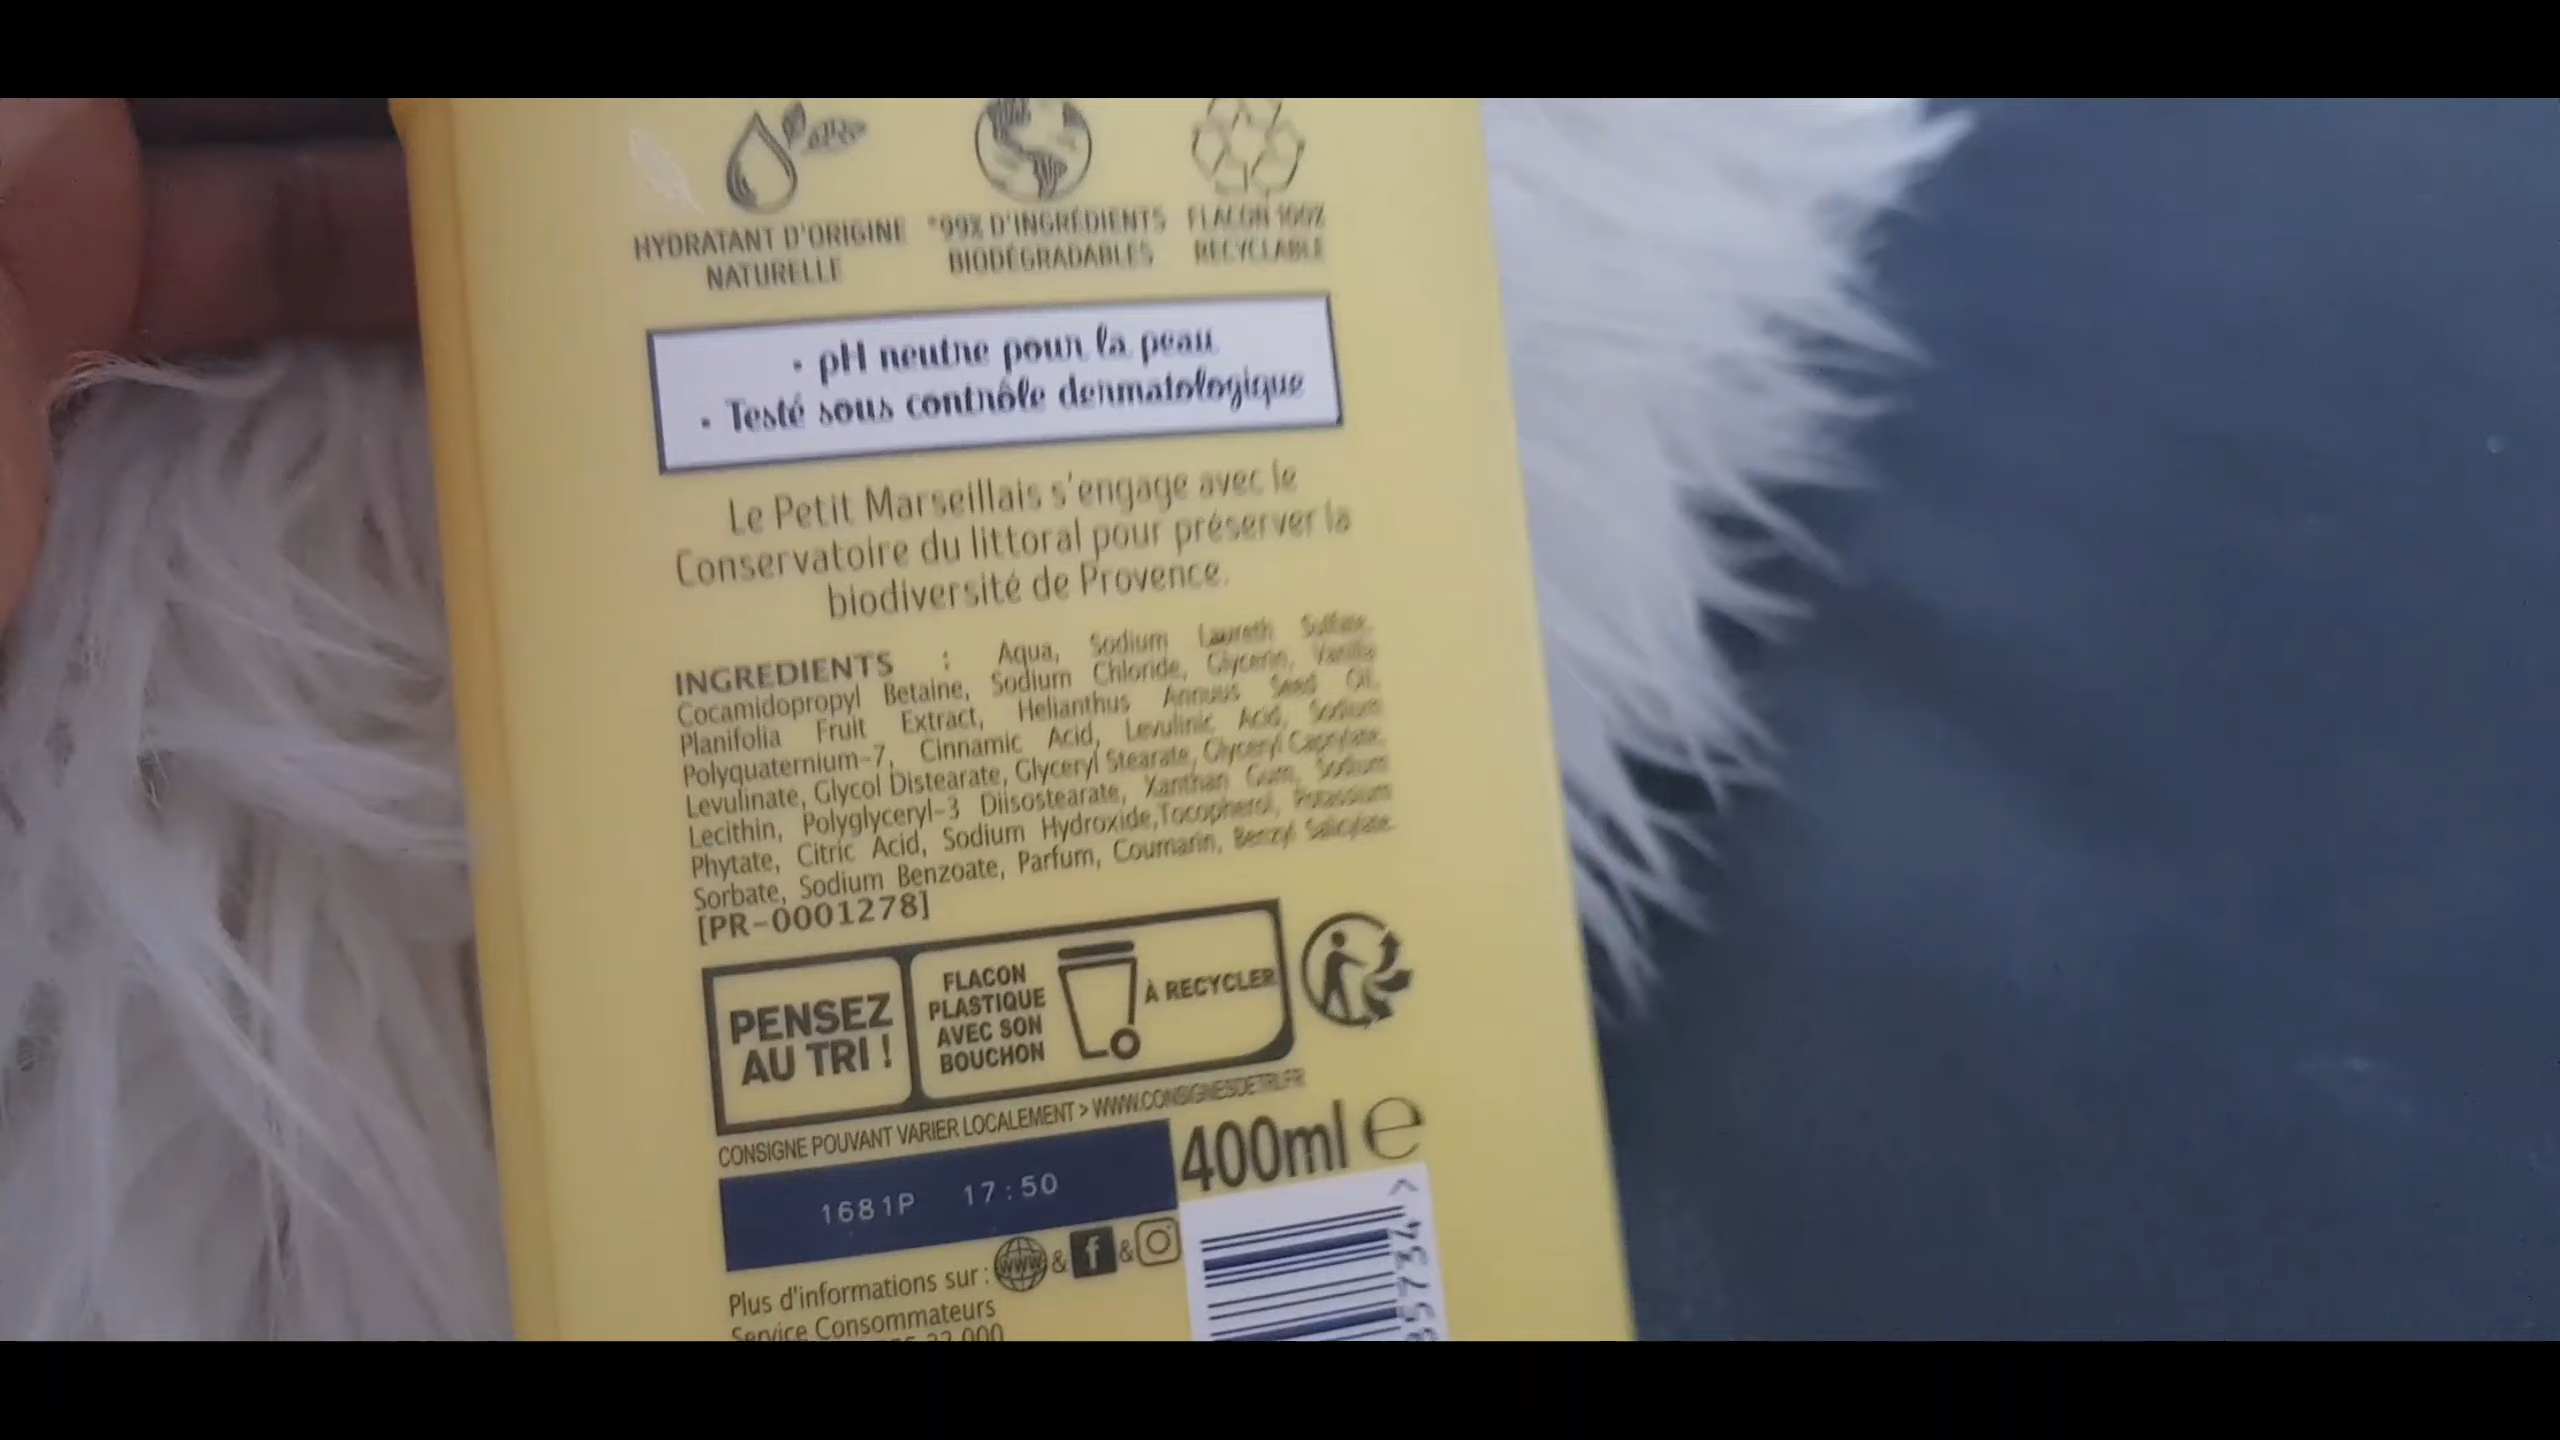 HYDRATANT D'ORIGINE
NATURELLE
*99% D'INGRÉDIENTS
BIODÉGRADABLES
FLACON 100%
RECYCLABLE
• pH neutre pour la peau
• Testé sous contrôle dermatologique
Le Petit Marseillais s'engage avec le
Conservatoire du littoral pour préserver la
biodiversité de Provence.
INGREDIENTS : Aqua, Sodium Laureth Sulfate,
Cocamidopropyl Betaine, Sodium Chloride, Glycerin, Vanilla
Planifolia Fruit Extract, Helianthus Annuus Seed Oil,
Polyquaternium-7, Cinnamic Acid, Levulinic Acid, Sodium
Levulinate, Glycol Distearate, Glyceryl Stearate, Glyceryl Caprylate,
Lecithin, Polyglyceryl-3 Diisostearate, Xanthan Gum, Sodium
Phytate, Citric Acid, Sodium Hydroxide,Tocopherol, Potassium
Sorbate, Sodium Benzoate, Parfum, Coumarin, Benzyl Salicylate.
[PR-0001278]
PENSEZ
AU TRI !
FLACON
PLASTIQUE
AVEC SON
BOUCHON
À RECYCLER
CONSIGNE POUVANT VARIER LOCALEMENT > WWW.CONSIGNESDETRI.FR
1681P 17:50
400ml e
Plus d'informations sur : www & f &
Service Consommateurs
32 000